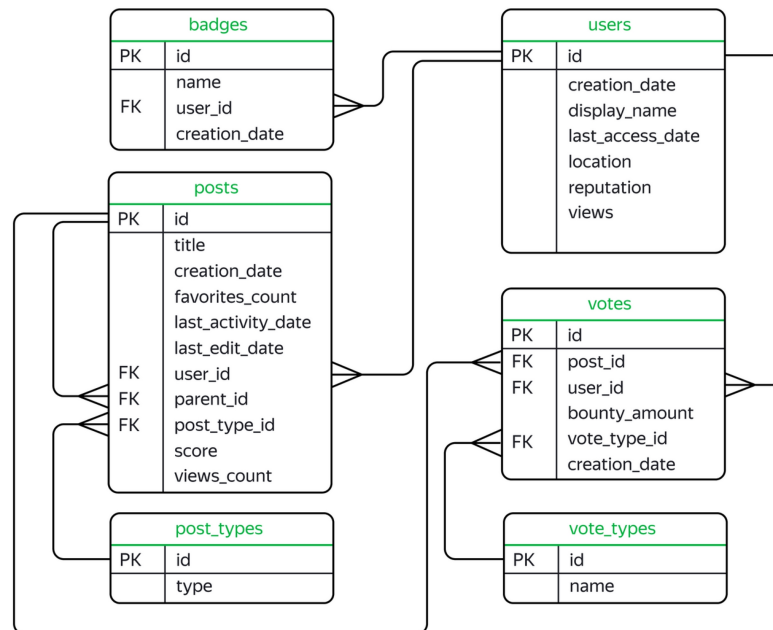 badges
PK id
name
FK user_id
creation_date
users
PK id
creation_date
display_name
last_access_date
location
reputation
views
posts
PK id
title
creation_date
favorites_count
last_activity_date
last_edit_date
FK user_id
FK parent_id
FK post_type_id
score
views_count
votes
PK id
FK post_id
FK user_id
bounty_amount
FK vote_type_id
creation_date
post_types
PK id
type
vote_types
PK id
name